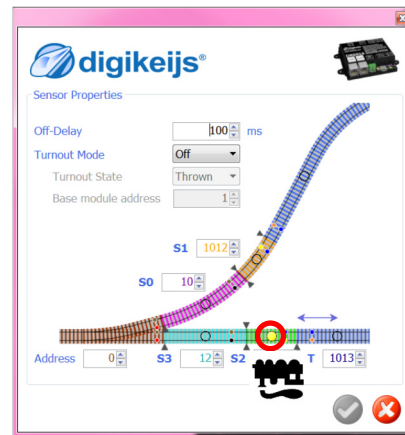 digikeijs®
Sensor Properties
Off-Delay 100 ms
Turnout Mode Off
Turnout State Thrown
Base module address 1
S1 1012
S0 10
Address 0 S3 12 S2 T 1013